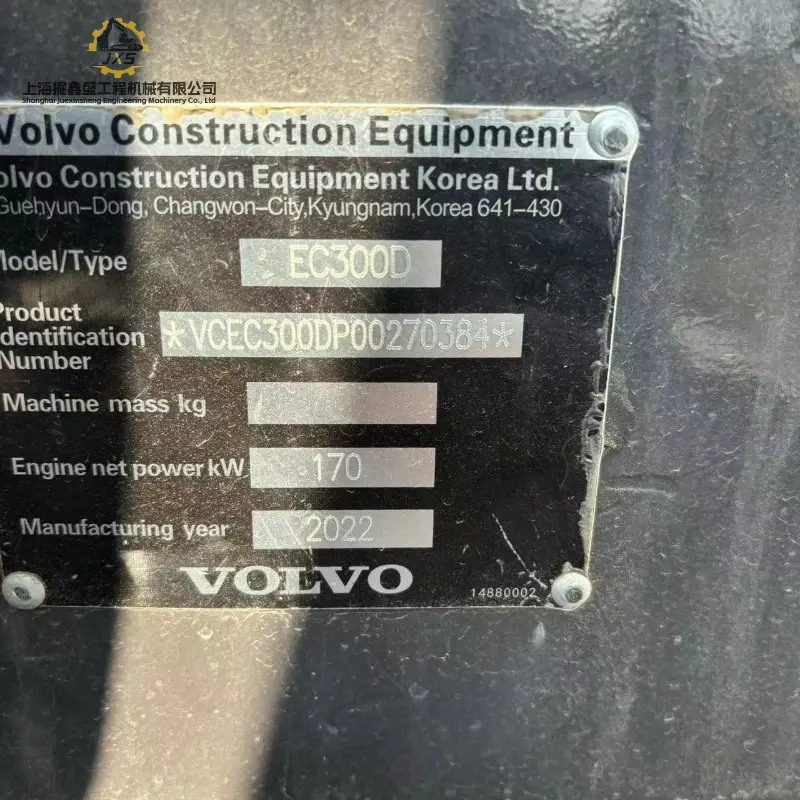 JXS
上海掘鑫盛工程机械有限公司
Shanghai Juexinsheng Engineering Machinery Co., Ltd
Volvo Construction Equipment
olvo Construction Equipment Korea Ltd.
Guehyun-Dong, Changwon-City,Kyungnam,Korea 641-430
Model/Type EC300D
Product
Identification *VCEC300DP00270384*
Number
Machine mass kg
Engine net power kW 170
Manufacturing year 2022
VOLVO
14880002